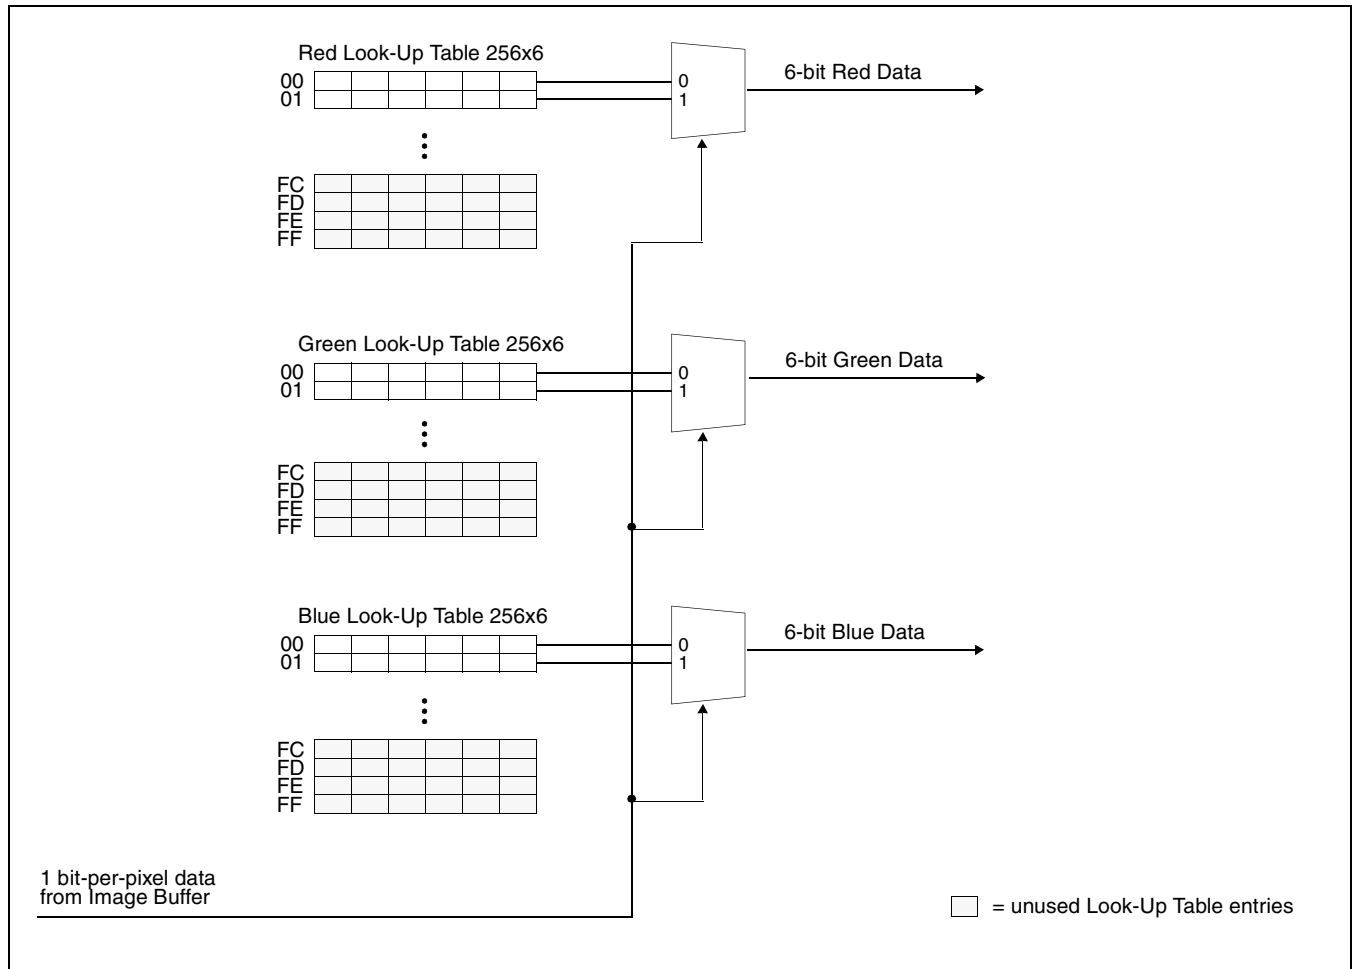 Red Look-Up Table 256x6
00
01
0
1
6-bit Red Data
FC
FD
FE
FF
Green Look-Up Table 256x6
00
01
0
1
6-bit Green Data
FC
FD
FE
FF
Blue Look-Up Table 256x6
00
01
0
1
6-bit Blue Data
FC
FD
FE
FF
1 bit-per-pixel data
from Image Buffer
= unused Look-Up Table entries